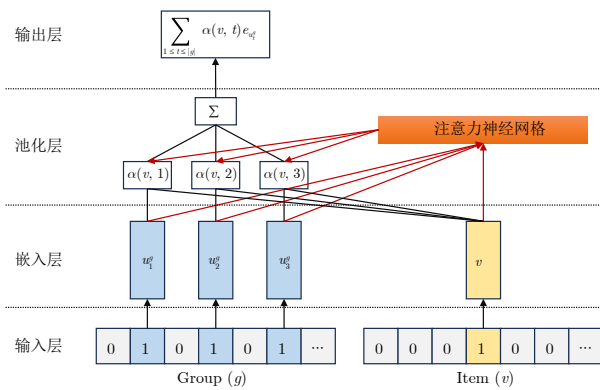 输出层
∑ α(v, t)e_{u_t^g}
1 ≤ t ≤ |g|
池化层
Σ
注意力神经网格
α(v, 1) α(v, 2) α(v, 3)
嵌入层
u_1^g u_2^g u_3^g v
输入层
0 1 0 1 0 1 ... 0 0 0 1 0 0 ...
Group (g) Item (v)